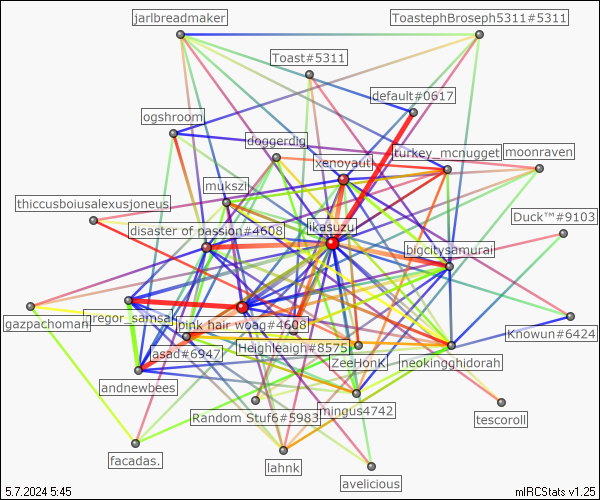 jarlbreadmaker
ToastephBroseph5311#5311
Toast#5311
default#0617
ogshroom
doggerdig
turkey_mcnugget
moonraven
xenoyaut
mukszi
thiccusboiusalexusjoneus
Duck™#9103
disaster of passion#4608
ikasuzu
bigcitysamurai
gazpachoman
gregor_samsa
pink hair woag#4608
Knowun#6424
asad#6947
Heighleaigh#8575
ZeeHonK
neokingghidorah
andnewbees
Random Stuf6#5983
mingus4742
tescoroll
facadas.
lahnk
avelicious
5.7.2024 5:45
mIRCStats v1.25